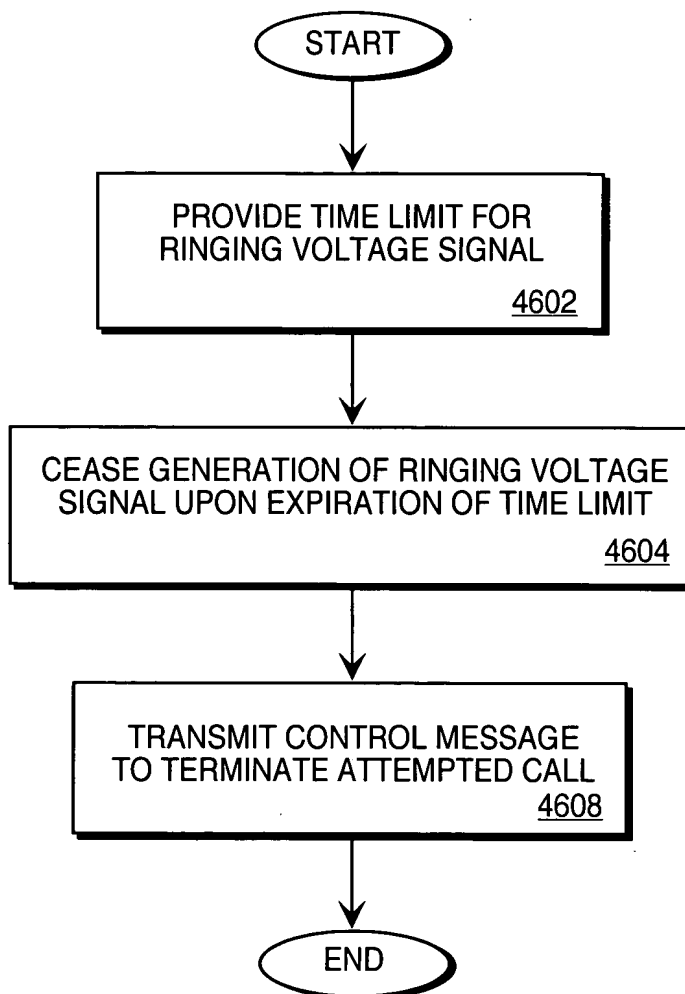 START
PROVIDE TIME LIMIT FOR
RINGING VOLTAGE SIGNAL
4602
CEASE GENERATION OF RINGING VOLTAGE
SIGNAL UPON EXPIRATION OF TIME LIMIT
4604
TRANSMIT CONTROL MESSAGE
TO TERMINATE ATTEMPTED CALL
4608
END